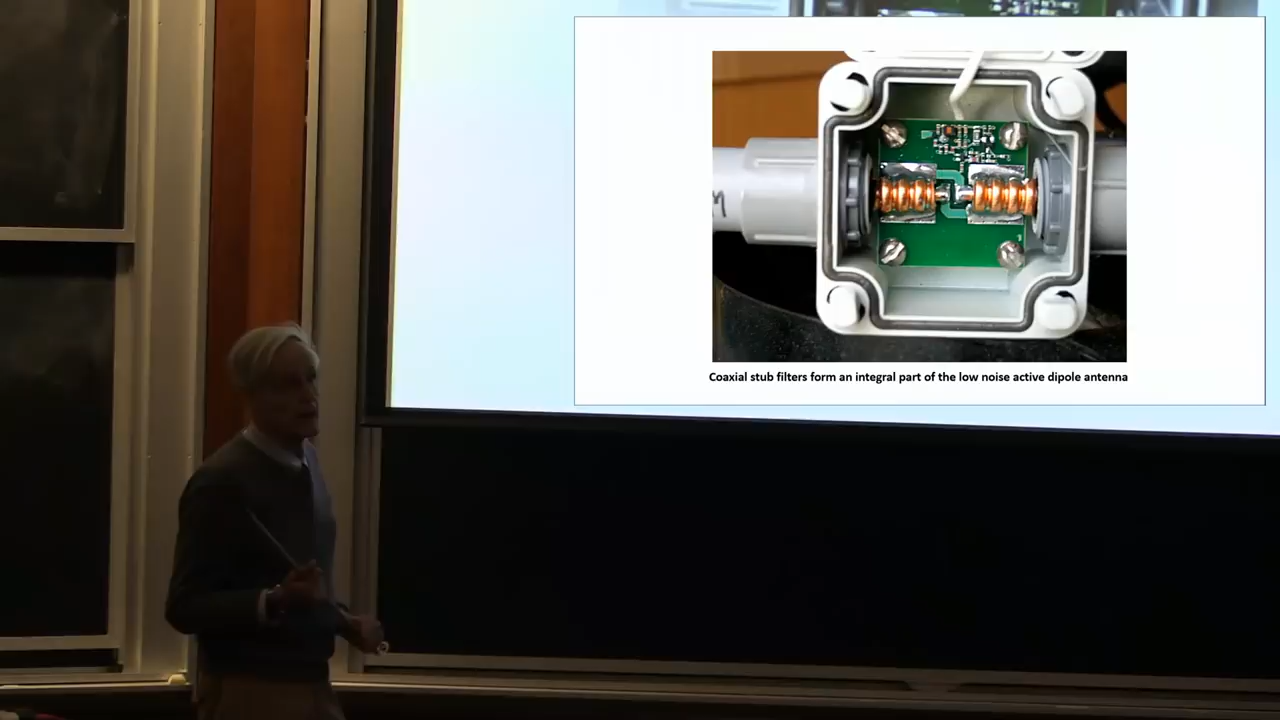 Coaxial stub filters form an integral part of the low noise active dipole antenna